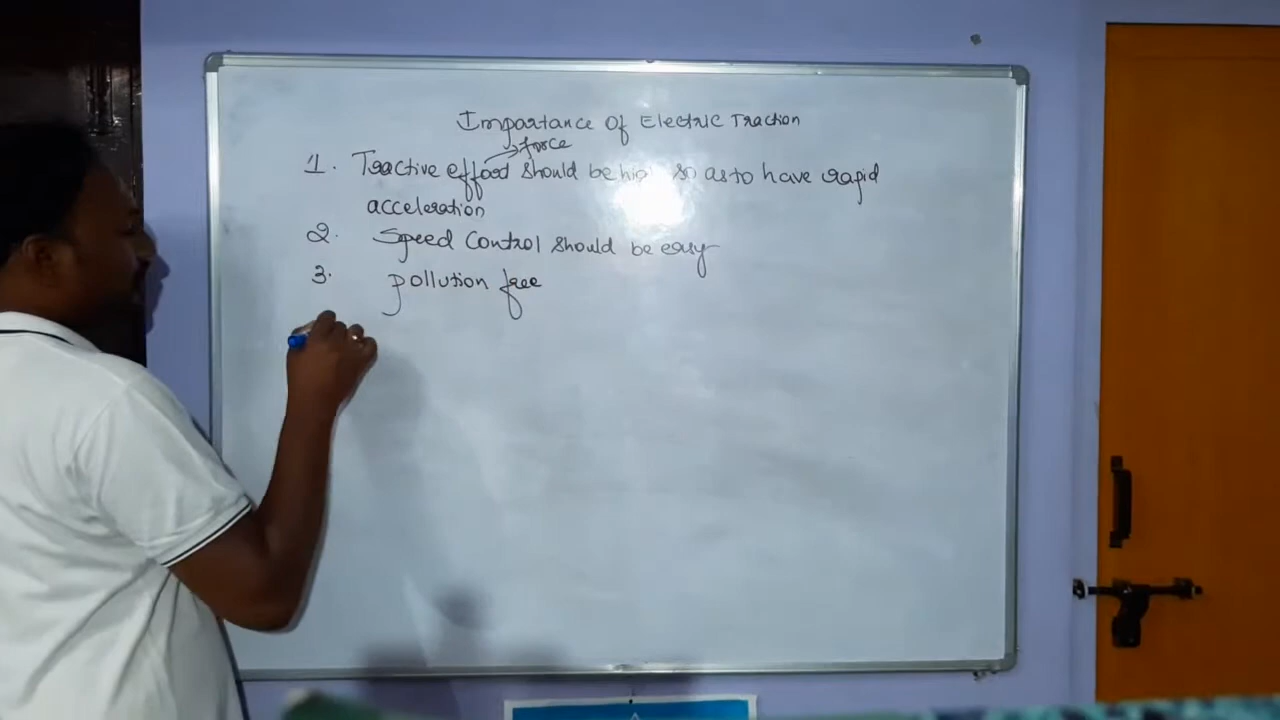 Importance of Electric Traction
→force
1. Tractive effort should be high so as to have rapid
acceleration
2. Speed Control should be easy
3. pollution free